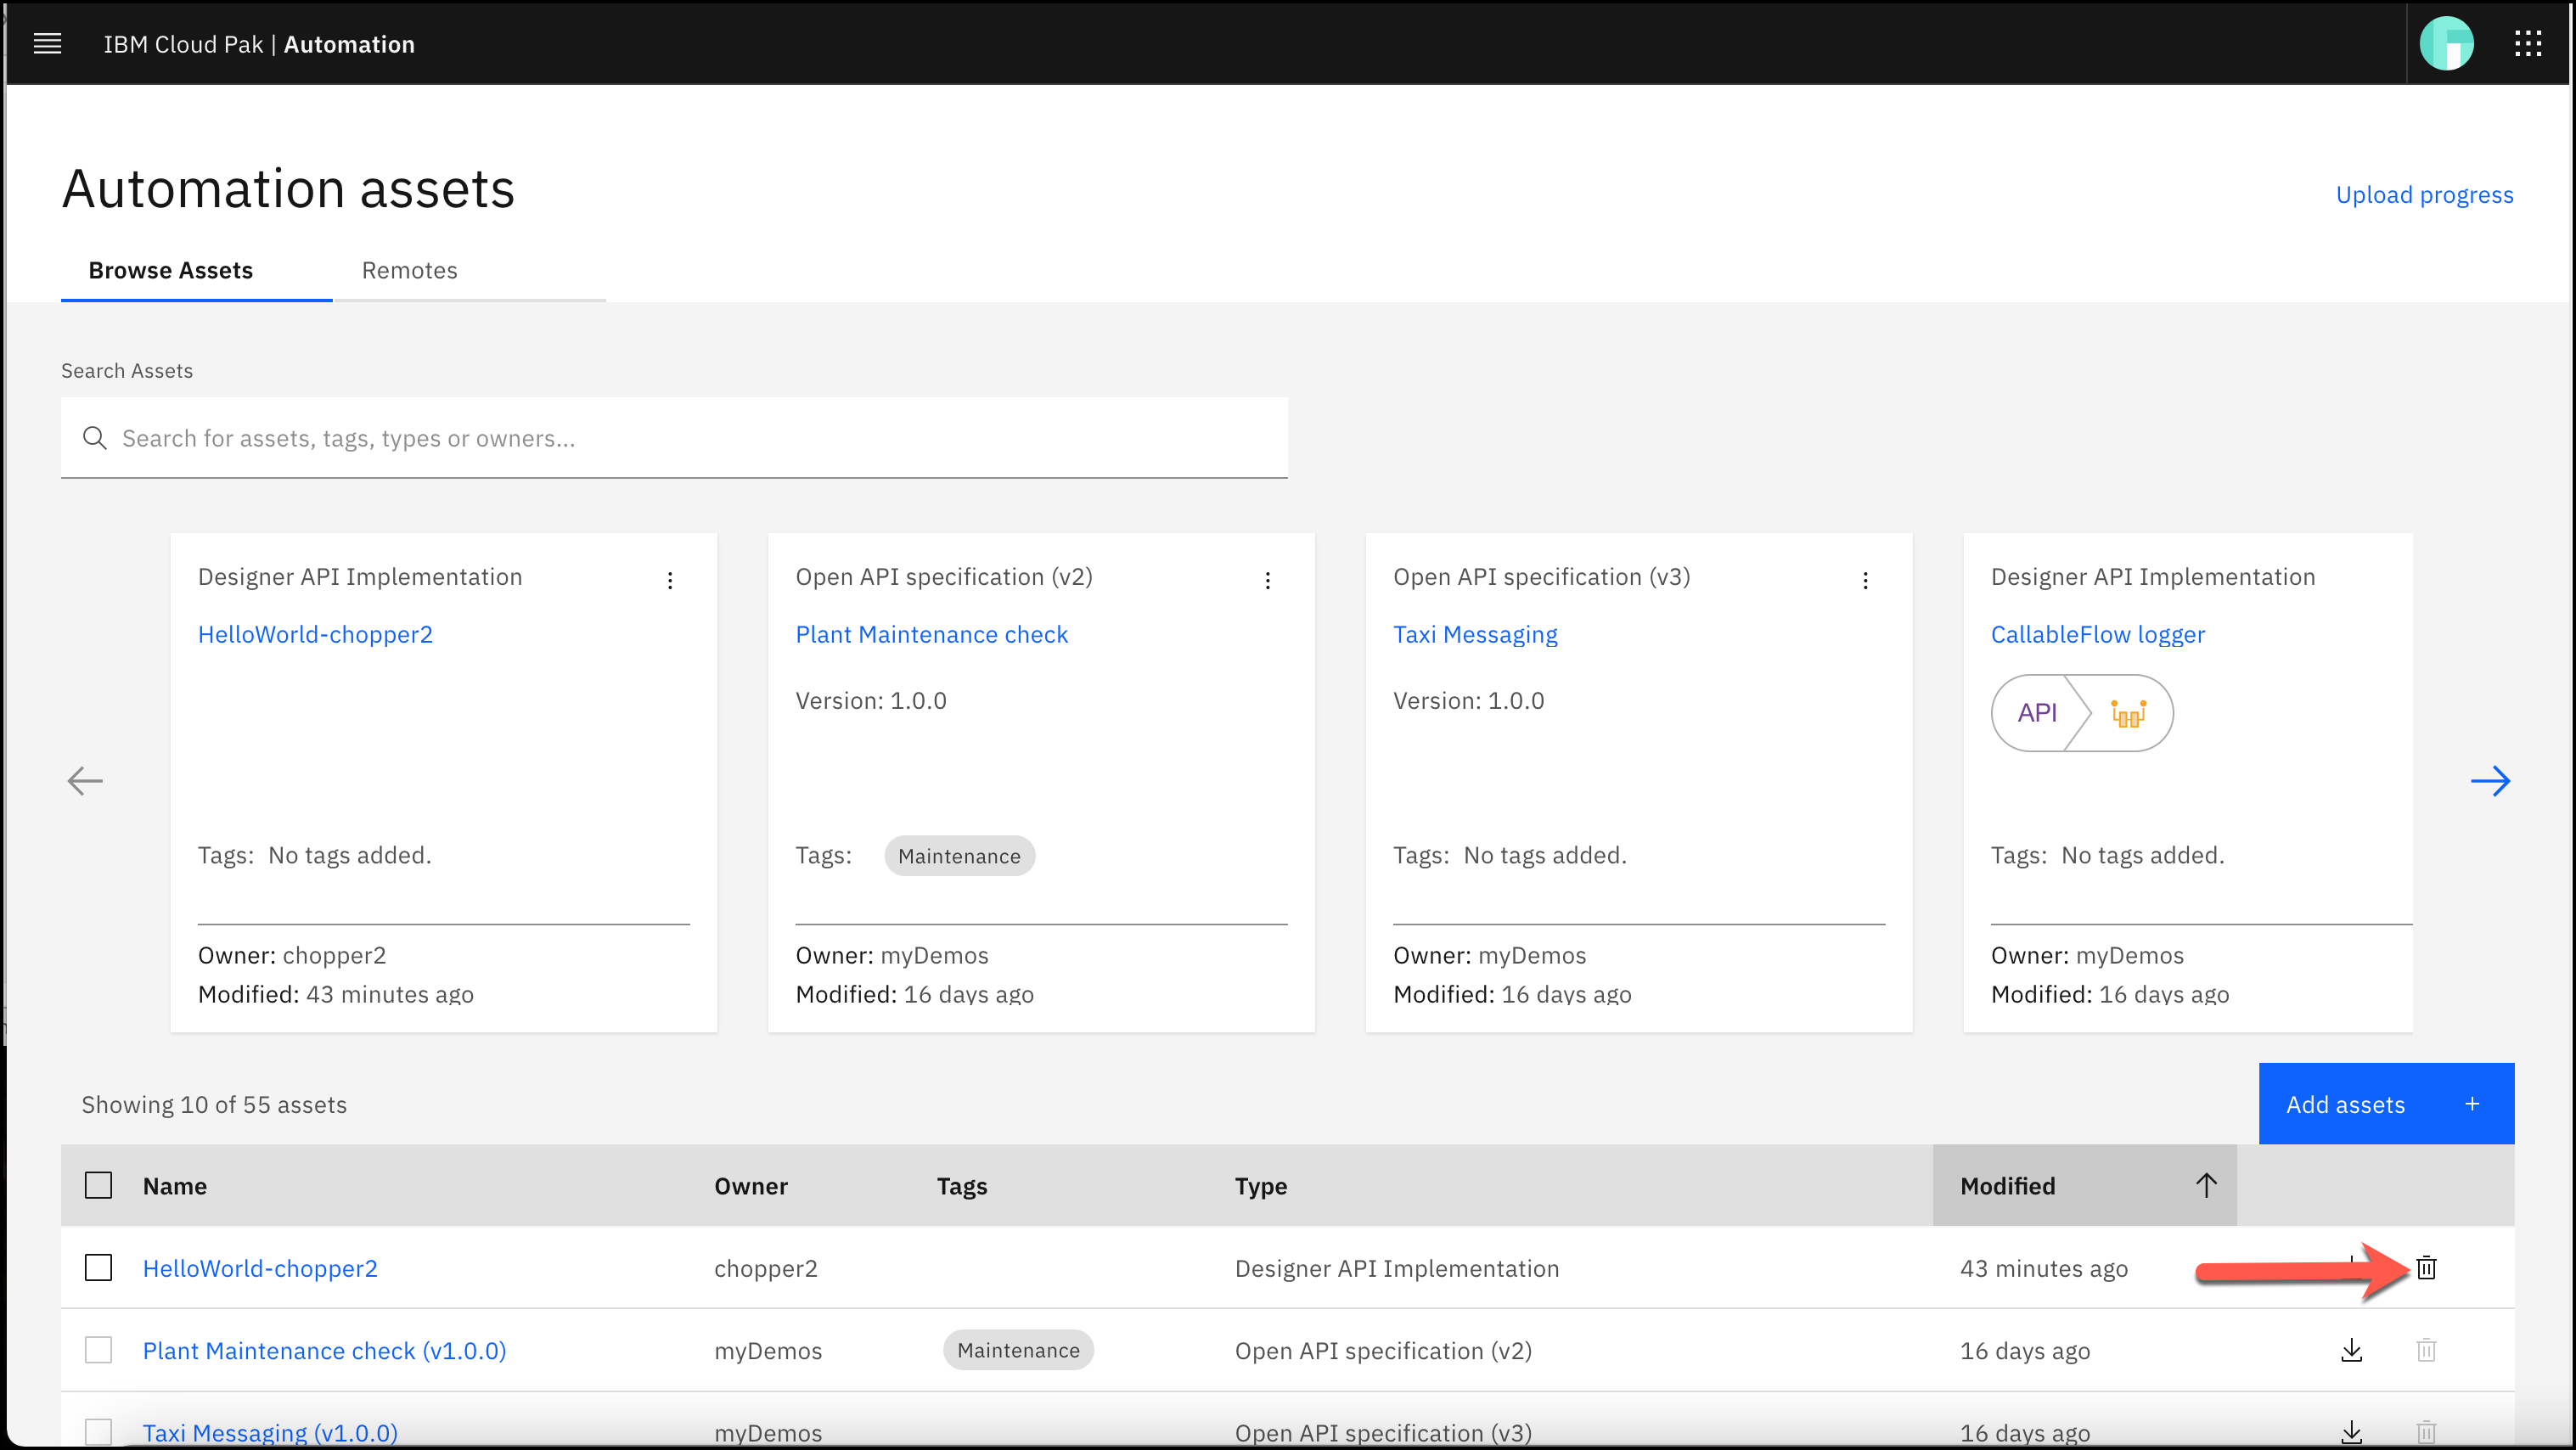 IBM Cloud Pak | Automation
Automation assets
Upload progress
Browse Assets
Remotes
Search Assets
Search for assets, tags, types or owners...
Designer API Implementation
HelloWorld-chopper2
Tags: No tags added.
Owner: chopper2
Modified: 43 minutes ago
Open API specification (v2)
Plant Maintenance check
Version: 1.0.0
Tags: Maintenance
Owner: myDemos
Modified: 16 days ago
Open API specification (v3)
Taxi Messaging
Version: 1.0.0
Tags: No tags added.
Owner: myDemos
Modified: 16 days ago
Designer API Implementation
CallableFlow logger
API
Tags: No tags added.
Owner: myDemos
Modified: 16 days ago
Showing 10 of 55 assets
Add assets +
Name Owner Tags Type Modified
HelloWorld-chopper2 chopper2 Designer API Implementation 43 minutes ago
Plant Maintenance check (v1.0.0) myDemos Maintenance Open API specification (v2) 16 days ago
Taxi Messaging (v1.0.0) myDemos Open API specification (v3) 16 days ago